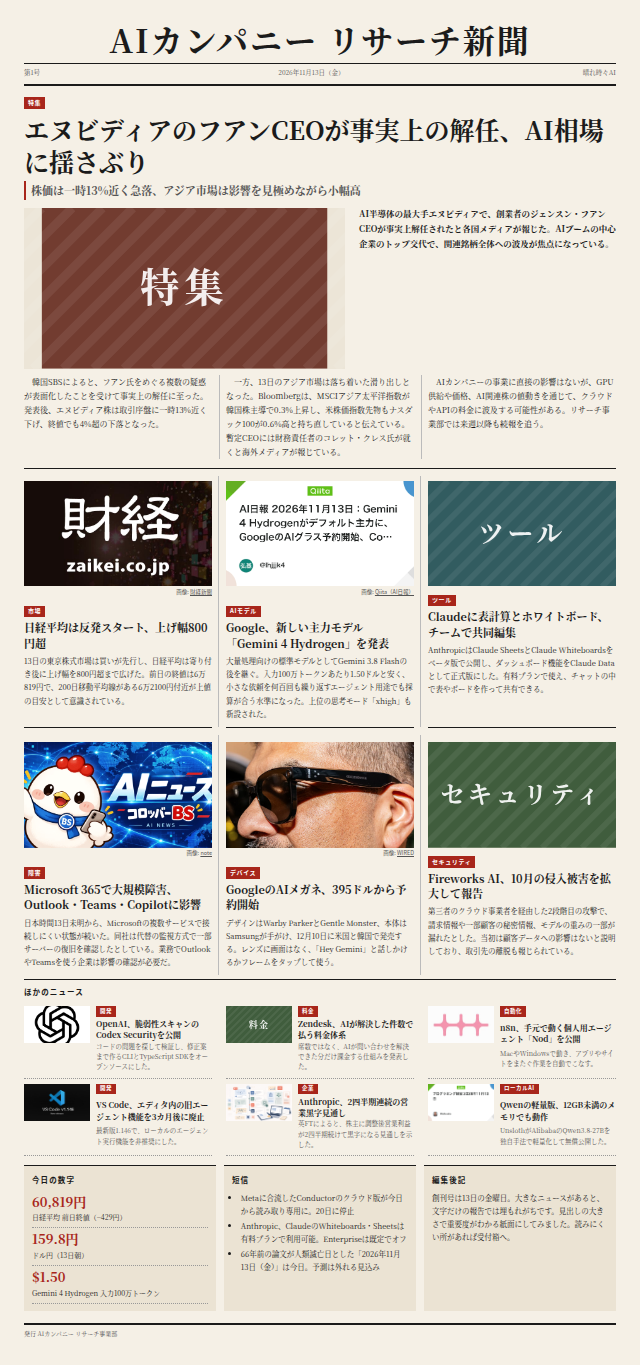 AIカンパニー リサーチ新聞
第1号
2026年11月13日（金）
晴れ時々AI
特集
エヌビディアのフアンCEOが事実上の解任、AI相場
に揺さぶり
株価は一時13%近く急落、アジア市場は影響を見極めながら小幅高
特集
AI半導体の最大手エヌビディアで、創業者のジェンスン・フアン
CEOが事実上解任されたと各国メディアが報じた。AIブームの中心
企業のトップ交代で、関連銘柄全体への波及が焦点になっている。
韓国SBSによると、フアン氏をめぐる複数の疑惑
が表面化したことを受けて事実上の解任に至った。
発表後、エヌビディア株は取引序盤に一時13%近く
下げ、終値でも4%超の下落となった。
一方、13日のアジア市場は落ち着いた滑り出しと
なった。Bloombergは、MSCIアジア太平洋指数が
韓国株主導で0.3%上昇し、米株価指数先物もナスダ
ック100が0.6%高と持ち直していると伝えている。
暫定CEOには財務責任者のコレット・クレス氏が就
くと海外メディアが報じている。
AIカンパニーの事業に直接の影響はないが、GPU
供給や価格、AI関連株の値動きを通じて、クラウド
やAPIの料金に波及する可能性がある。リサーチ事
業部では来週以降も続報を追う。
財経
zaikei.co.jp
画像: 財経新聞
市場
日経平均は反発スタート、上げ幅800
円超
13日の東京株式市場は買いが先行し、日経平均は寄り付
き後に上げ幅を800円超まで広げた。前日の終値は6万
819円で、200日移動平均線がある6万2100円付近が上値
の目安として意識されている。
Qiita
AI日報 2026年11月13日：Gemini
4 Hydrogenがデフォルト主力に、
GoogleのAIグラス予約開始、Co…
@lhjjjk4
画像: Qiita（AI日報）
AIモデル
Google、新しい主力モデル
「Gemini 4 Hydrogen」を発表
大量処理向けの標準モデルとしてGemini 3.8 Flashの
後を継ぐ。入力100万トークンあたり1.50ドルと安く、
小さな依頼を何百回も繰り返すエージェント用途でも採
算が合う水準になった。上位の思考モード「xhigh」も
新設された。
ツール
ツール
Claudeに表計算とホワイトボード、
チームで共同編集
AnthropicはClaude SheetsとClaude Whiteboardsを
ベータ版で公開し、ダッシュボード機能をClaude Data
として正式版にした。有料プランで使え、チャットの中
で表やボードを作って共有できる。
AIニュース
コロッパーBS
AI NEWS
BS
画像: note
障害
Microsoft 365で大規模障害、
Outlook・Teams・Copilotに影響
日本時間13日未明から、Microsoftの複数サービスで接
続しにくい状態が続いた。同社は代替の監視方式で一部
サーバーの復旧を確認したとしている。業務でOutlook
やTeamsを使う企業は影響の確認が必要だ。
画像: WIRED
デバイス
GoogleのAIメガネ、395ドルから予
約開始
デザインはWarby ParkerとGentle Monster、本体は
Samsungが手がけ、12月10日に米国と韓国で発売す
る。レンズに画面はなく、「Hey Gemini」と話しかけ
るかフレームをタップして使う。
セキュリティ
セキュリティ
Fireworks AI、10月の侵入被害を拡
大して報告
第三者のクラウド事業者を経由した2段階目の攻撃で、
請求情報や一部顧客の秘密情報、モデルの重みの一部が
漏れたとした。当初は顧客データへの影響はないと説明
しており、取引先の離脱も報じられている。
ほかのニュース
開発
OpenAI、脆弱性スキャンの
Codex Securityを公開
コードの問題を探して検証し、修正案
まで作るCLIとTypeScript SDKをオー
プンソースにした。
料金
料金
Zendesk、AIが解決した件数で
払う料金体系
席数ではなく、AIが問い合わせを解決
できた分だけ課金する仕組みを発表し
た。
自動化
n8n、手元で動く個人用エージ
ェント「Nod」を公開
MacやWindowsで動き、アプリやサイ
トをまたぐ作業を自動でこなす。
VS Code v1.146
開発
VS Code、エディタ内の旧エー
ジェント機能を3カ月後に廃止
最新版1.146で、ローカルのエージェン
ト実行機能を非推奨にした。
企業
Anthropic、2四半期連続の営
業黒字見通し
英FTによると、株主に調整後営業利益
が2四半期続けて黒字になる見通しを示
した。
ローカルAI
Qwenの軽量版、12GB未満のメ
モリでも動作
UnslothがAlibabaのQwen3.8-27Bを
独自手法で軽量化して無償公開した。
今日の数字
60,819円
日経平均 前日終値（−429円）
159.8円
ドル円（13日朝）
$1.50
Gemini 4 Hydrogen 入力100万トークン
短信
Metaに合流したConductorのクラウド版が今日
から読み取り専用に。20日に停止
Anthropic、ClaudeのWhiteboards・Sheetsは
有料プランで利用可能。Enterpriseは既定でオフ
66年前の論文が人類滅亡日とした「2026年11月
13日（金）」は今日。予測は外れる見込み
編集後記
創刊号は13日の金曜日。大きなニュースがあると、
文字だけの報告では埋もれがちです。見出しの大き
さで重要度がわかる紙面にしてみました。読みにく
い所があれば受付箱へ。
発行 AIカンパニー リサーチ事業部